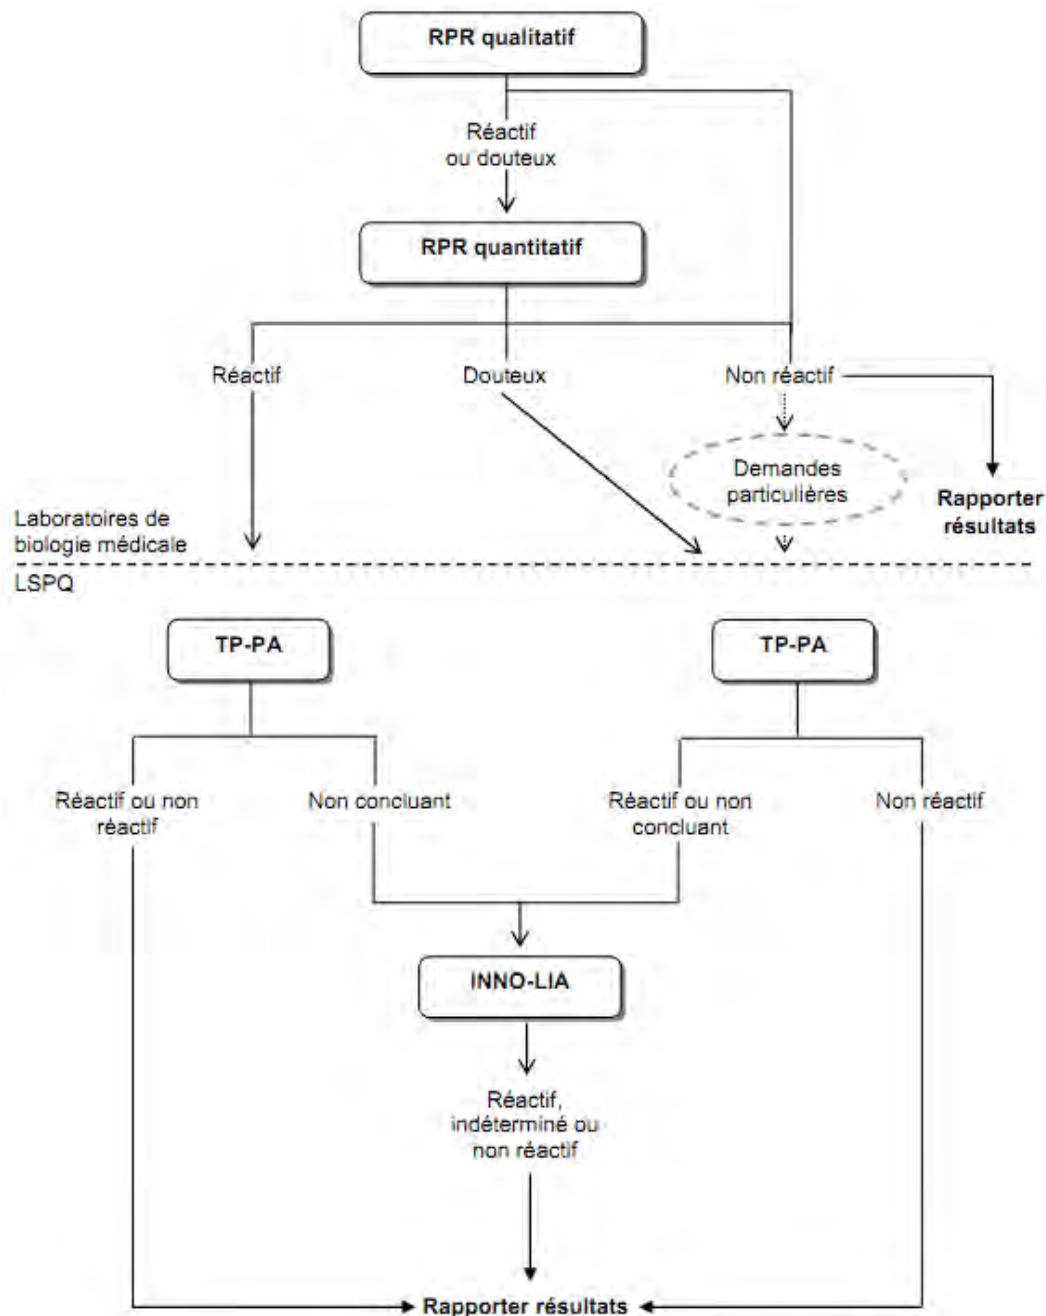 RPR qualitatif
Réactif
ou douteux
RPR quantitatif
Réactif
Douteux
Non réactif
Demandes
particulières
Rapporter
résultats
Laboratoires de
biologie médicale
LSPQ
TP-PA
TP-PA
Réactif ou non
réactif
Non concluant
Réactif ou non
concluant
Non réactif
INNO-LIA
Réactif,
indéterminé ou
non réactif
Rapporter résultats